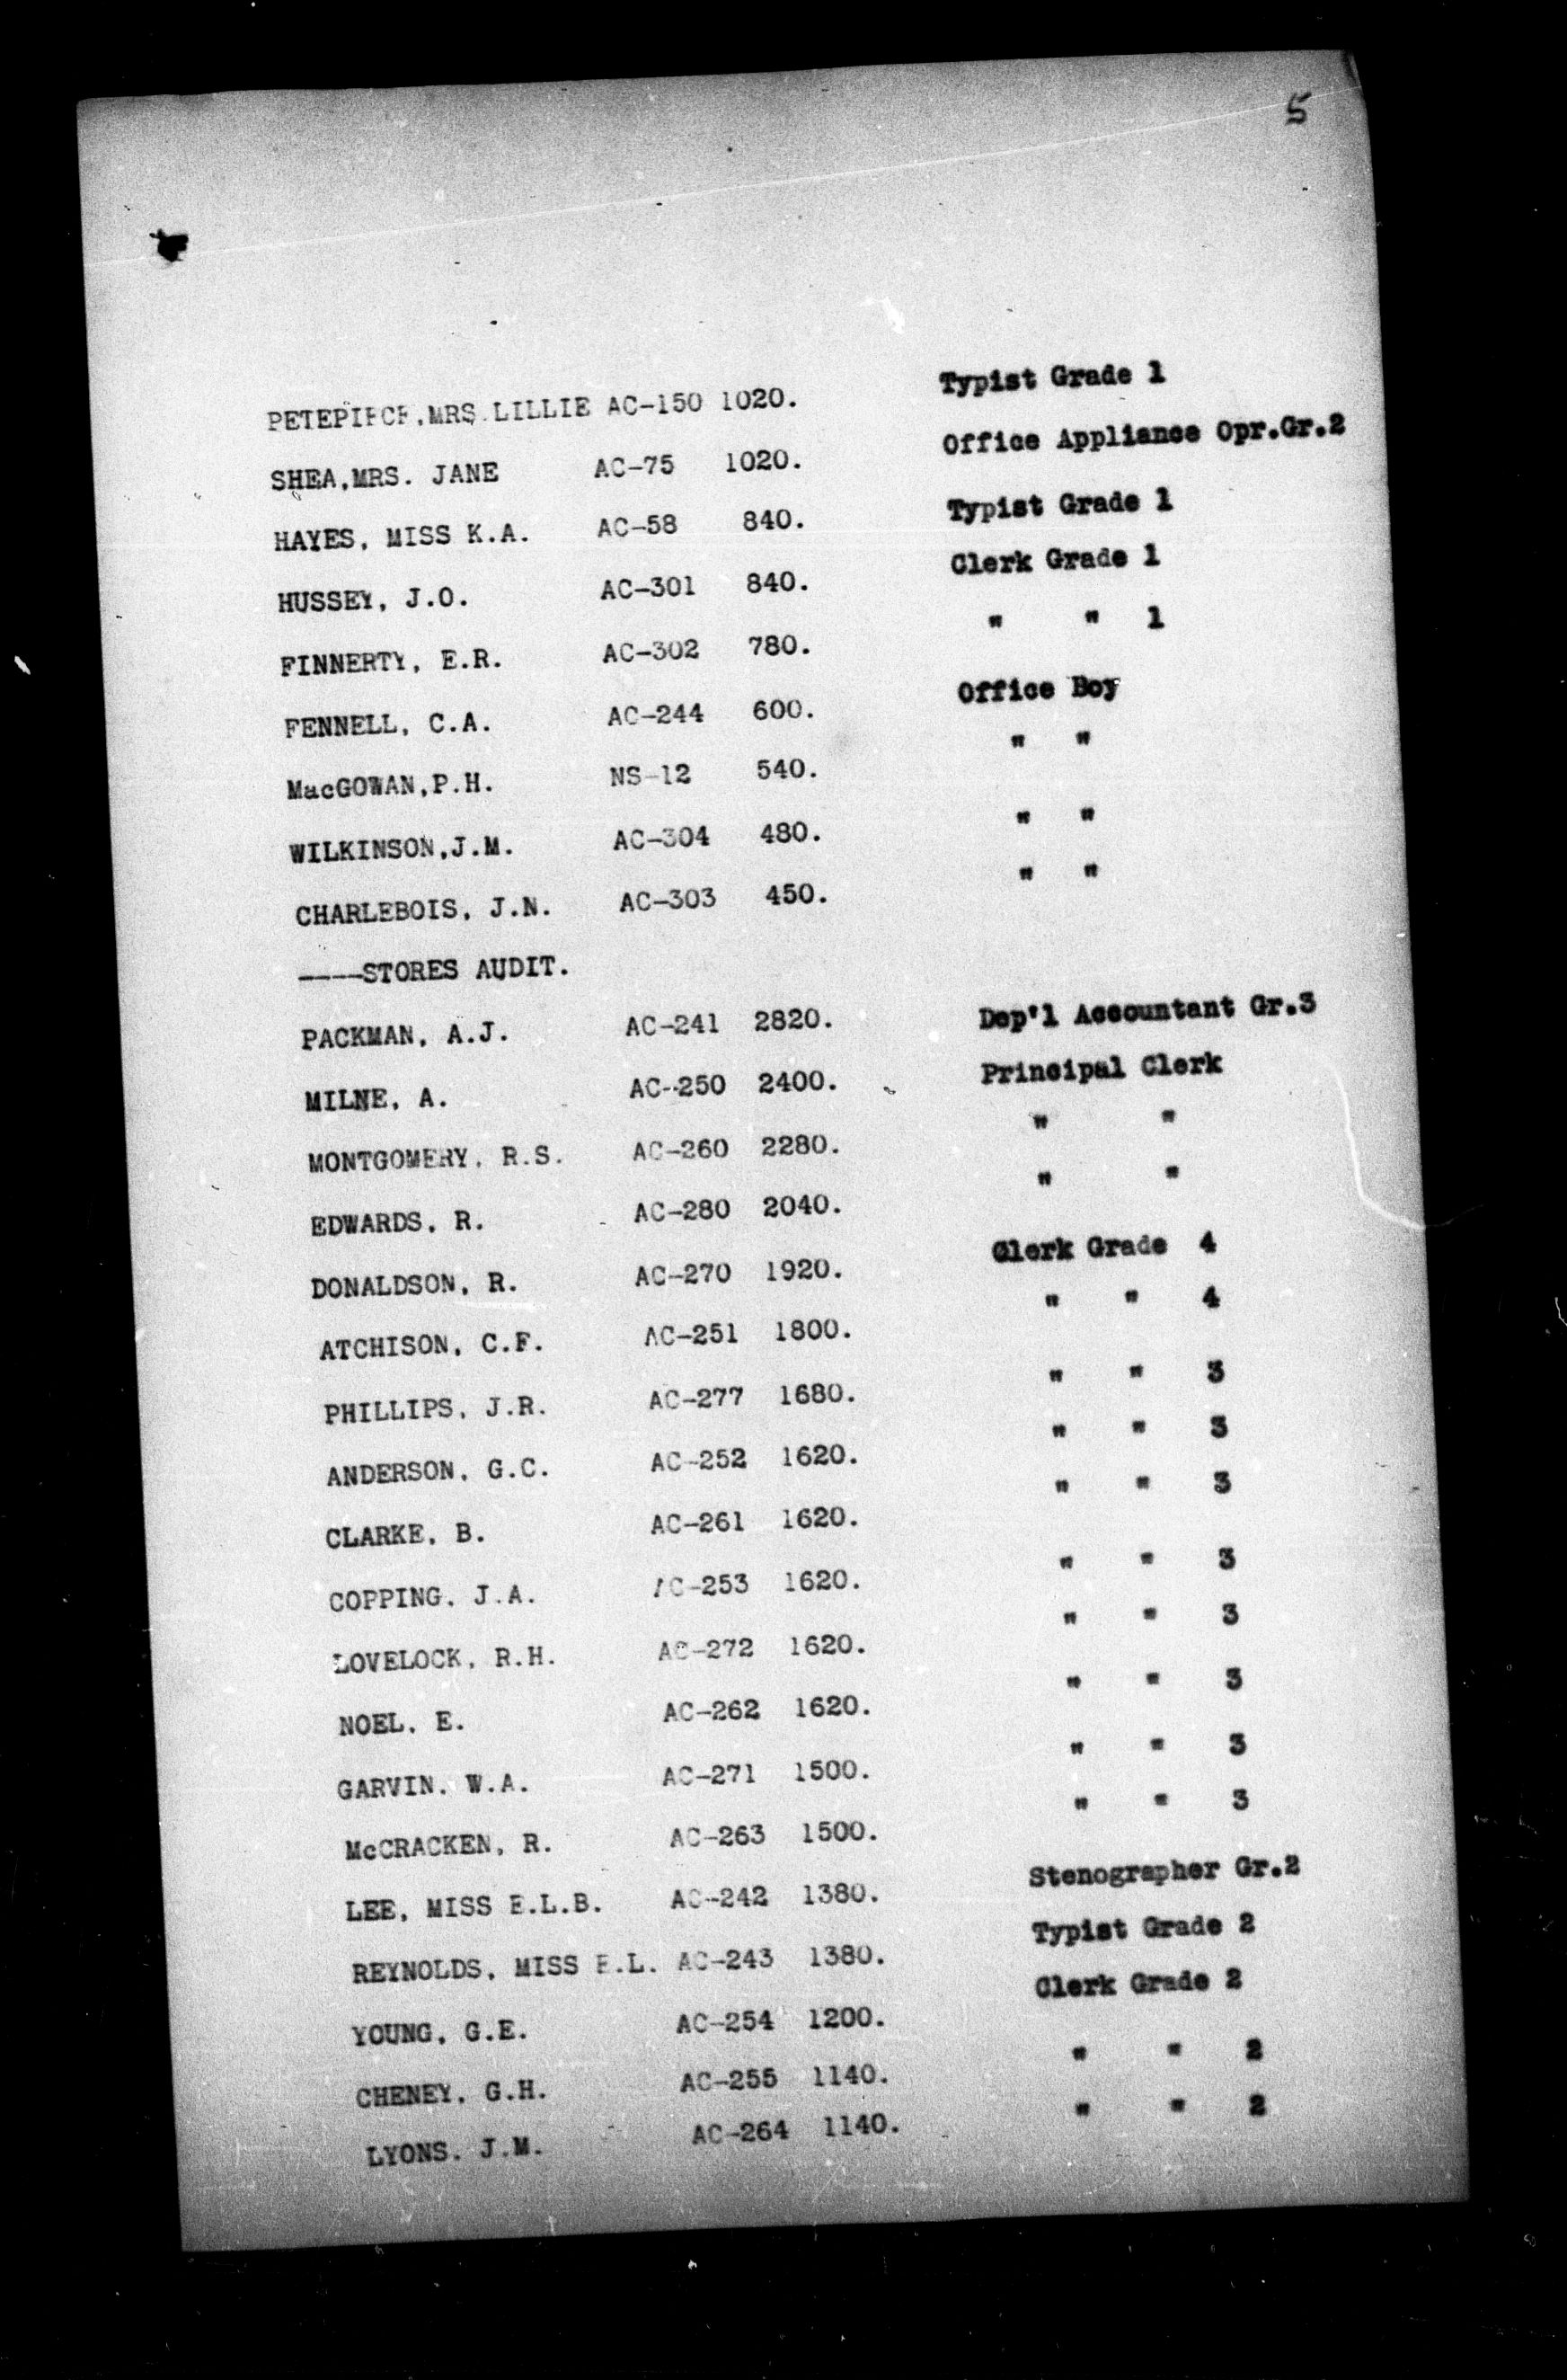 5
PETEPIECE,MRS.LILLIE AC-150 1020. Typist Grade 1
SHEA,MRS. JANE AC-75 1020. Office Appliance Opr.Gr.2
HAYES, MISS K.A. AC-58 840. Typist Grade 1
HUSSEY, J.O. AC-301 840. Clerk Grade 1
FINNERTY, E.R. AC-302 780. " " 1
FENNELL, C.A. AC-244 600. Office Boy
MacGOWAN,P.H. NS-12 540. " "
WILKINSON,J.M. AC-304 480. " "
CHARLEBOIS, J.N. AC-303 450. " "
----STORES AUDIT.
PACKMAN, A.J. AC-241 2820. Dep'l Accountant Gr.3
MILNE, A. AC-250 2400. Principal Clerk
MONTGOMERY, R.S. AC-260 2280. " "
EDWARDS, R. AC-280 2040. " "
DONALDSON, R. AC-270 1920. Clerk Grade 4
ATCHISON, C.F. AC-251 1800. " " 4
PHILLIPS, J.R. AC-277 1680. " " 3
ANDERSON, G.C. AC-252 1620. " " 3
CLARKE, B. AC-261 1620. " " 3
COPPING, J.A. AC-253 1620. " " 3
LOVELOCK, R.H. AC-272 1620. " " 3
NOEL, E. AC-262 1620. " " 3
GARVIN, W.A. AC-271 1500. " " 3
McCRACKEN, R. AC-263 1500. " " 3
LEE, MISS E.L.B. AC-242 1380. Stenographer Gr.2
REYNOLDS, MISS E.L. AC-243 1380. Typist Grade 2
YOUNG, G.E. AC-254 1200. Clerk Grade 2
CHENEY, G.H. AC-255 1140. " " 2
LYONS, J.M. AC-264 1140. " " 2